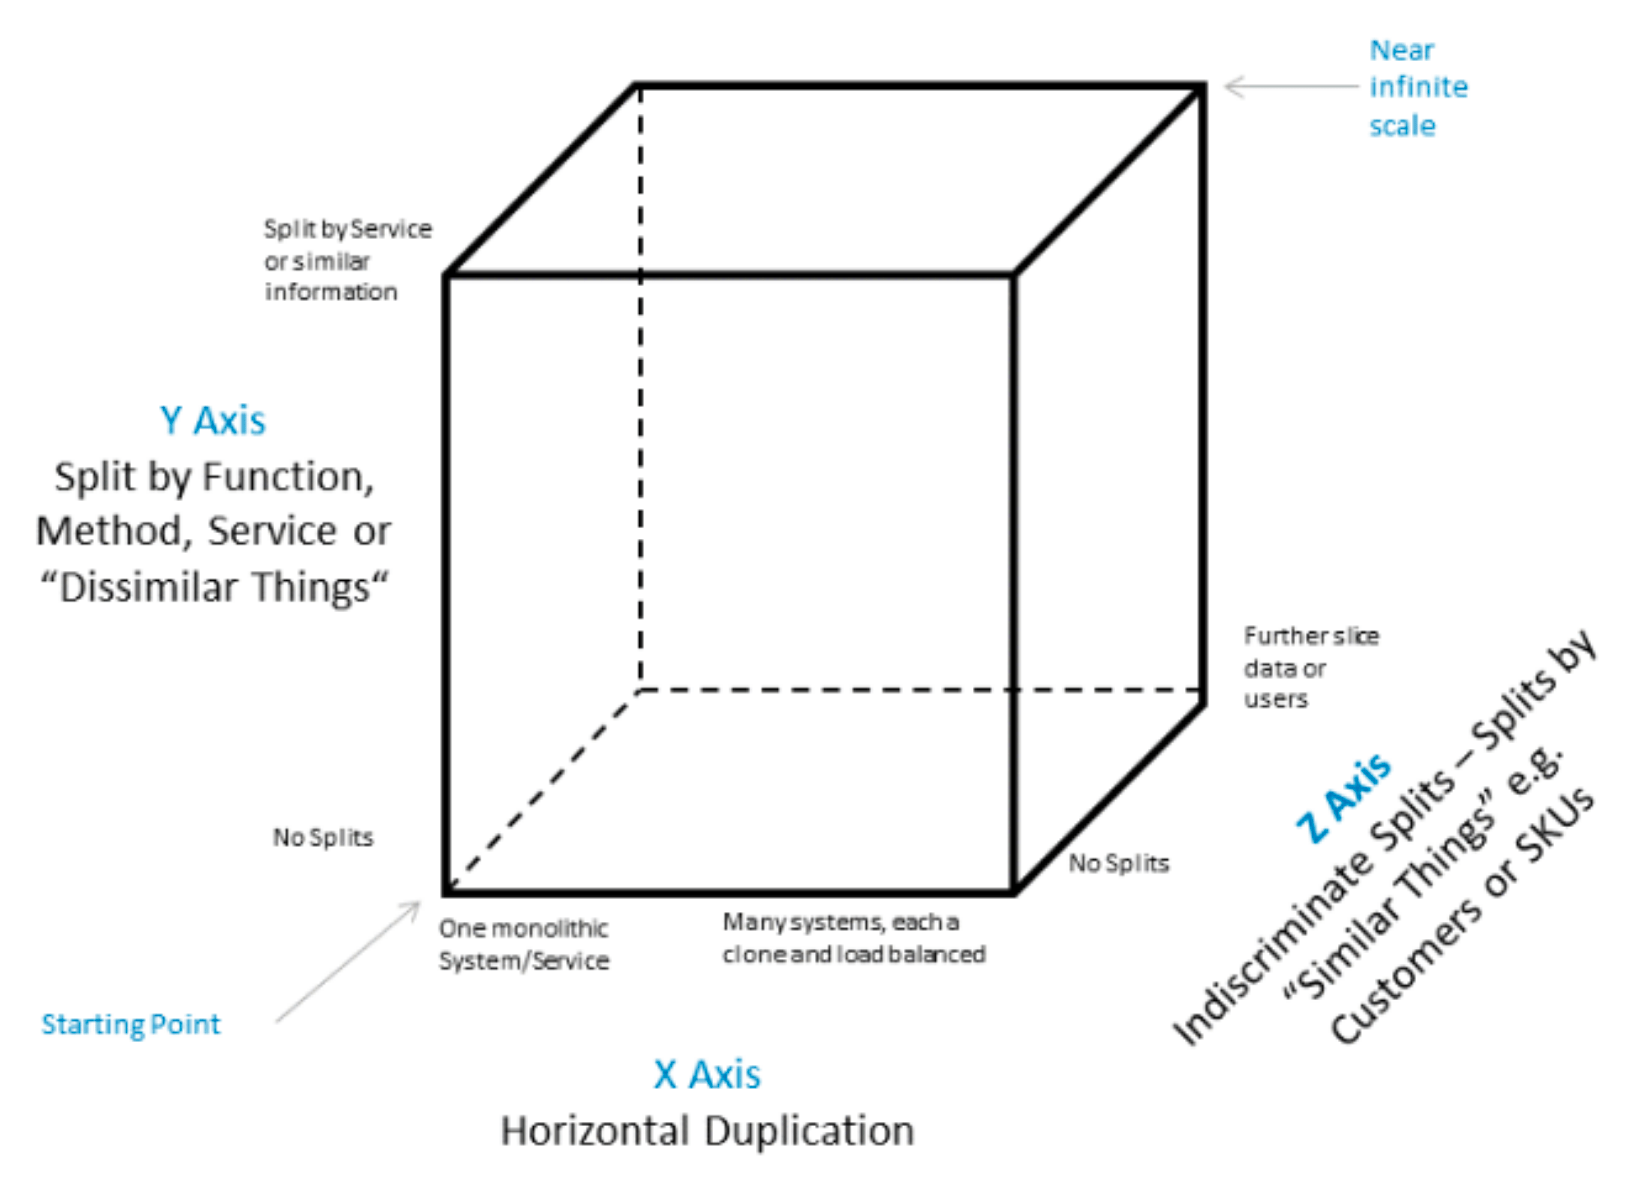 Near
infinite
scale
Split by Service
or similar
information
Y Axis
Split by Function,
Method, Service or
“Dissimilar Things“
Further slice
data or
users
No Splits
No Splits
Z Axis
Indiscriminate Splits – Splits by
“Similar Things” e.g.
Customers or SKUs
One monolithic
System/Service
Many systems, each a
clone and load balanced
Starting Point
X Axis
Horizontal Duplication